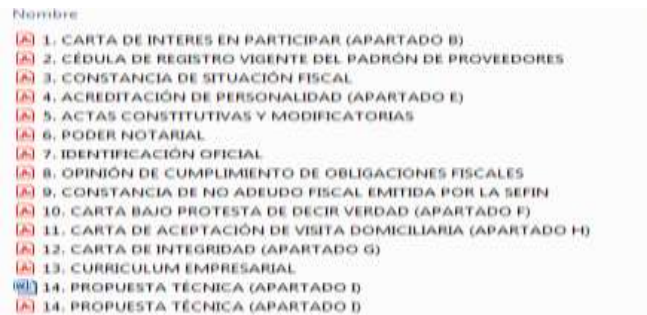 Nombre
1. CARTA DE INTERES EN PARTICIPAR (APARTADO B)
2. CÉDULA DE REGISTRO VIGENTE DEL PADRÓN DE PROVEEDORES
3. CONSTANCIA DE SITUACIÓN FISCAL
4. ACREDITACIÓN DE PERSONALIDAD (APARTADO E)
5. ACTAS CONSTITUTIVAS Y MODIFICATORIAS
6. PODER NOTARIAL
7. IDENTIFICACIÓN OFICIAL
8. OPINIÓN DE CUMPLIMIENTO DE OBLIGACIONES FISCALES
9. CONSTANCIA DE NO ADEUDO FISCAL EMITIDA POR LA SEFIN
10. CARTA BAJO PROTESTA DE DECIR VERDAD (APARTADO F)
11. CARTA DE ACEPTACIÓN DE VISITA DOMICILIARIA (APARTADO H)
12. CARTA DE INTEGRIDAD (APARTADO G)
13. CURRICULUM EMPRESARIAL
14. PROPUESTA TÉCNICA (APARTADO I)
14. PROPUESTA TÉCNICA (APARTADO I)